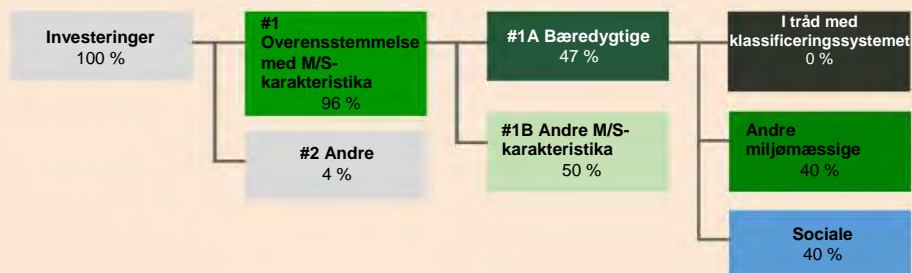 Investeringer
100 %
#1
Overensstemmelse
med M/S-
karakteristika
96 %
#2 Andre
4 %
#1A Bæredygtige
47 %
#1B Andre M/S-
karakteristika
50 %
I tråd med
klassificeringssystemet
0 %
Andre
miljømæssige
40 %
Sociale
40 %